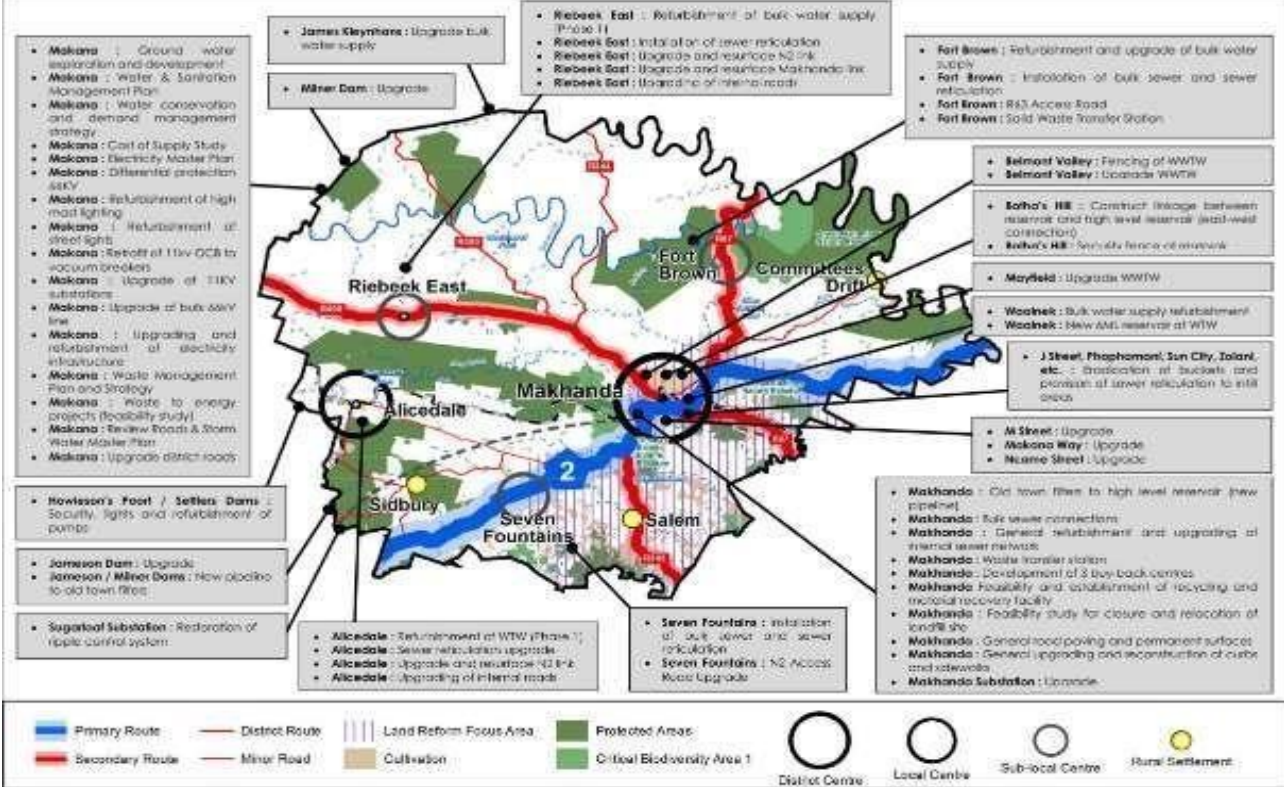 • Makana : Ground water
exploration and development
• Makana : Water & Sanitation
Management Plan
• Makana : Water conservation
and demand management
strategy
• Makana : Cost of Supply Study
• Makana : Electricity Master Plan
• Makana : Differential protection
66KV
• Makana : Refurbishment of high
mast lighting
• Makana : Refurbishment of
street lights
• Makana : Retrofit of 11kv OCB to
vacuum breakers
• Makana : Upgrade of 11KV
substations
• Makana : Upgrade of bulk 66kV
line
• Makana : Upgrading and
refurbishment of electricity
infrastructure
• Makana : Waste Management
Plan and Strategy
• Makana : Waste to energy
projects (feasibility study)
• Makana : Review Roads & Storm
Water Master Plan
• Makana : Upgrade district roads
• James Kleynhans : Upgrade bulk
water supply
• Milner Dam : Upgrade
• Riebeek East : Refurbishment of bulk water supply
(Phase 1)
• Riebeek East : Installation of sewer reticulation
• Riebeek East : Upgrade and resurface N2 link
• Riebeek East : Upgrade and resurface Makhanda link
• Riebeek East : Upgrading of internal roads
• Fort Brown : Refurbishment and upgrade of bulk water
supply
• Fort Brown : Installation of bulk sewer and sewer
reticulation
• Fort Brown : R63 Access Road
• Fort Brown : Solid Waste Transfer Station
• Belmont Valley : Fencing of WWTW
• Belmont Valley : Upgrade WWTW
• Botha's Hill : Construct linkage between
reservoir and high level reservoir (east-west
connection)
• Botha's Hill : Security fence at reservoir
• Mayfield : Upgrade WWTW
• Waainek : Bulk water supply refurbishment
• Waainek : New 6ML reservoir at WTW
• J Street, Phaphamani, Sun City, Zolani,
etc. : Eradication of buckets and
provision of sewer reticulation to infill
areas
• M Street : Upgrade
• Makana Way : Upgrade
• Ncame Street : Upgrade
• Makhanda : Old town filters to high level reservoir (new
pipeline)
• Makhanda : Bulk sewer connections
• Makhanda : General refurbishment and upgrading of
internal sewer network
• Makhanda : Waste transfer station
• Makhanda : Development of 3 buy-back centres
• Makhanda Feasibility and establishment of recycling and
material recovery facility
• Makhanda : Feasibility study for closure and relocation of
landfill site
• Makhanda : General road paving and permanent surfaces
• Makhanda : General upgrading and reconstruction of curbs
and sidewalks
• Makhanda Substation : Upgrade
• Howieson's Poort / Settlers Dams :
Security, lights and refurbishment of
pumps
• Jameson Dam : Upgrade
• Jameson / Milner Dams : New pipeline
to old town filters
• Sugarloaf Substation : Restoration of
ripple control system
• Alicedale : Refurbishment of WTW (Phase 1)
• Alicedale : Sewer reticulation upgrade
• Alicedale : Upgrade and resurface N2 link
• Alicedale : Upgrading of internal roads
• Seven Fountains : Installation
of bulk sewer and sewer
reticulation
• Seven Fountains : N2 Access
Road Upgrade
Riebeek East
Fort
Brown
R67
Committees
Drift
Makhanda
Alicedale
Sidbury
2
Seven
Fountains
Salem
Primary Route
District Route
Land Reform Focus Area
Protected Areas
Secondary Route
Minor Road
Cultivation
Critical Biodiversity Area 1
District Centre
Local Centre
Sub-local Centre
Rural Settlement